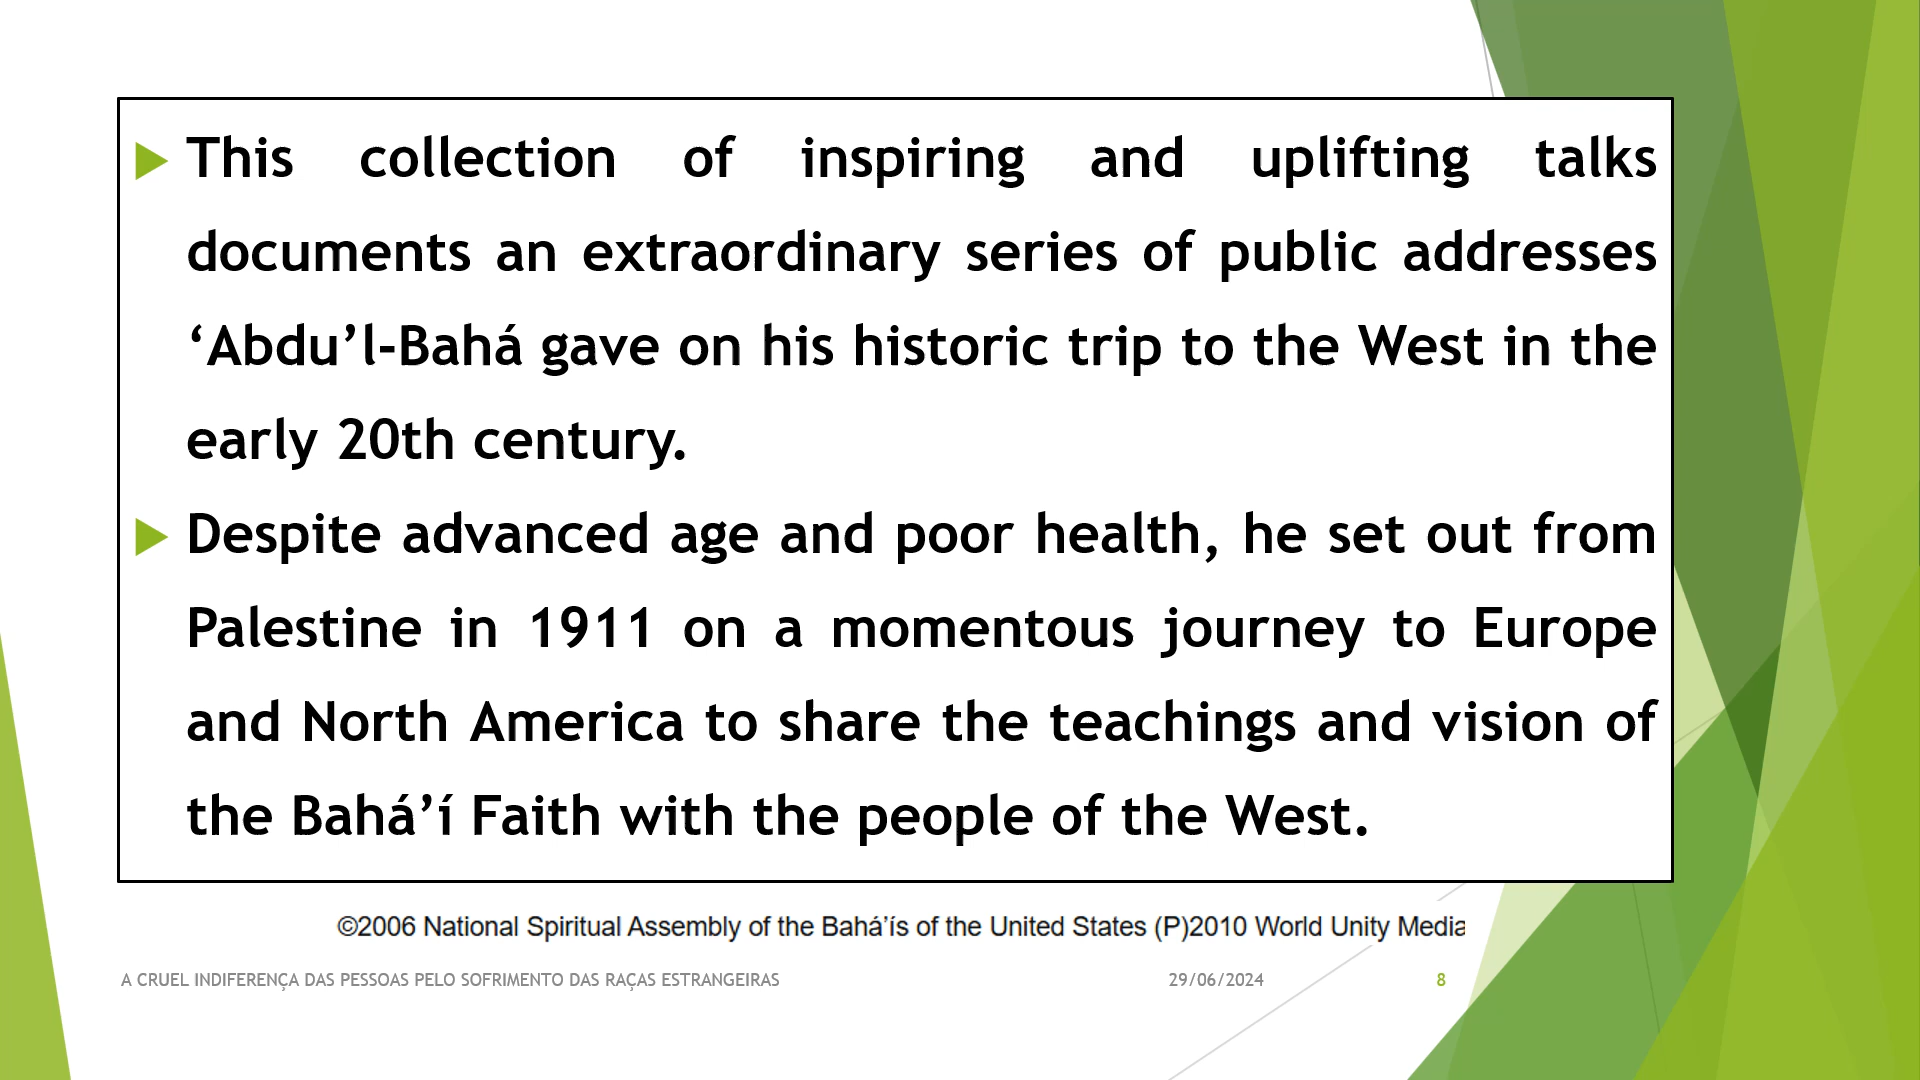 This collection of inspiring and uplifting talks
documents an extraordinary series of public addresses
‘Abdu’l-Bahá gave on his historic trip to the West in the
early 20th century.
Despite advanced age and poor health, he set out from
Palestine in 1911 on a momentous journey to Europe
and North America to share the teachings and vision of
the Bahá’í Faith with the people of the West.
©2006 National Spiritual Assembly of the Bahá’ís of the United States (P)2010 World Unity Media
A CRUEL INDIFERENÇA DAS PESSOAS PELO SOFRIMENTO DAS RAÇAS ESTRANGEIRAS 29/06/2024 8